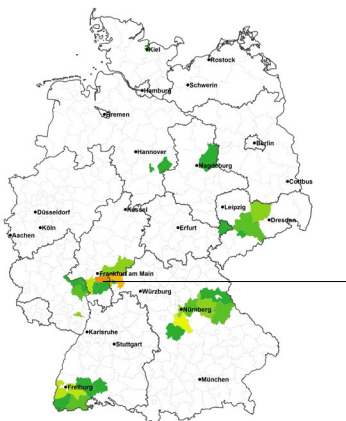 Kiel
Rostock
Schwerin
Hamburg
Bremen
Berlin
Hannover
Magdeburg
Cottbus
Kassel
Leipzig
Düsseldorf
Dresden
Köln
Erfurt
Aachen
Frankfurt am Main
Würzburg
Nürnberg
Karlsruhe
Stuttgart
München
Freiburg